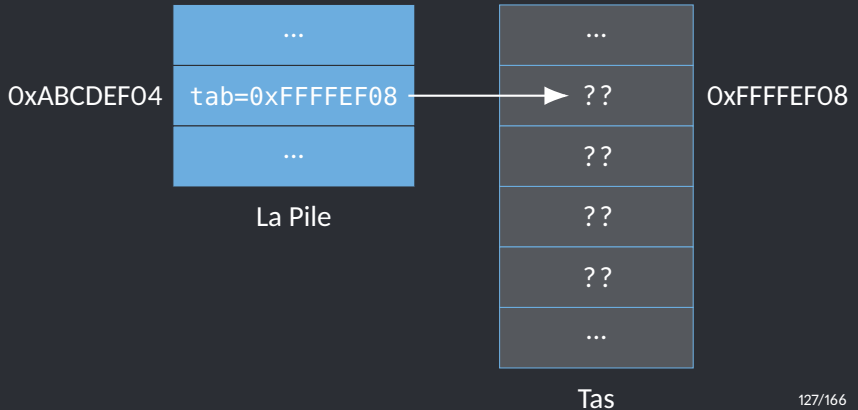 ... ...
0xABCDEF04 tab=0xFFFFEF08 ?? 0xFFFFEF08
... ??
La Pile ??
??
...
Tas 127/166